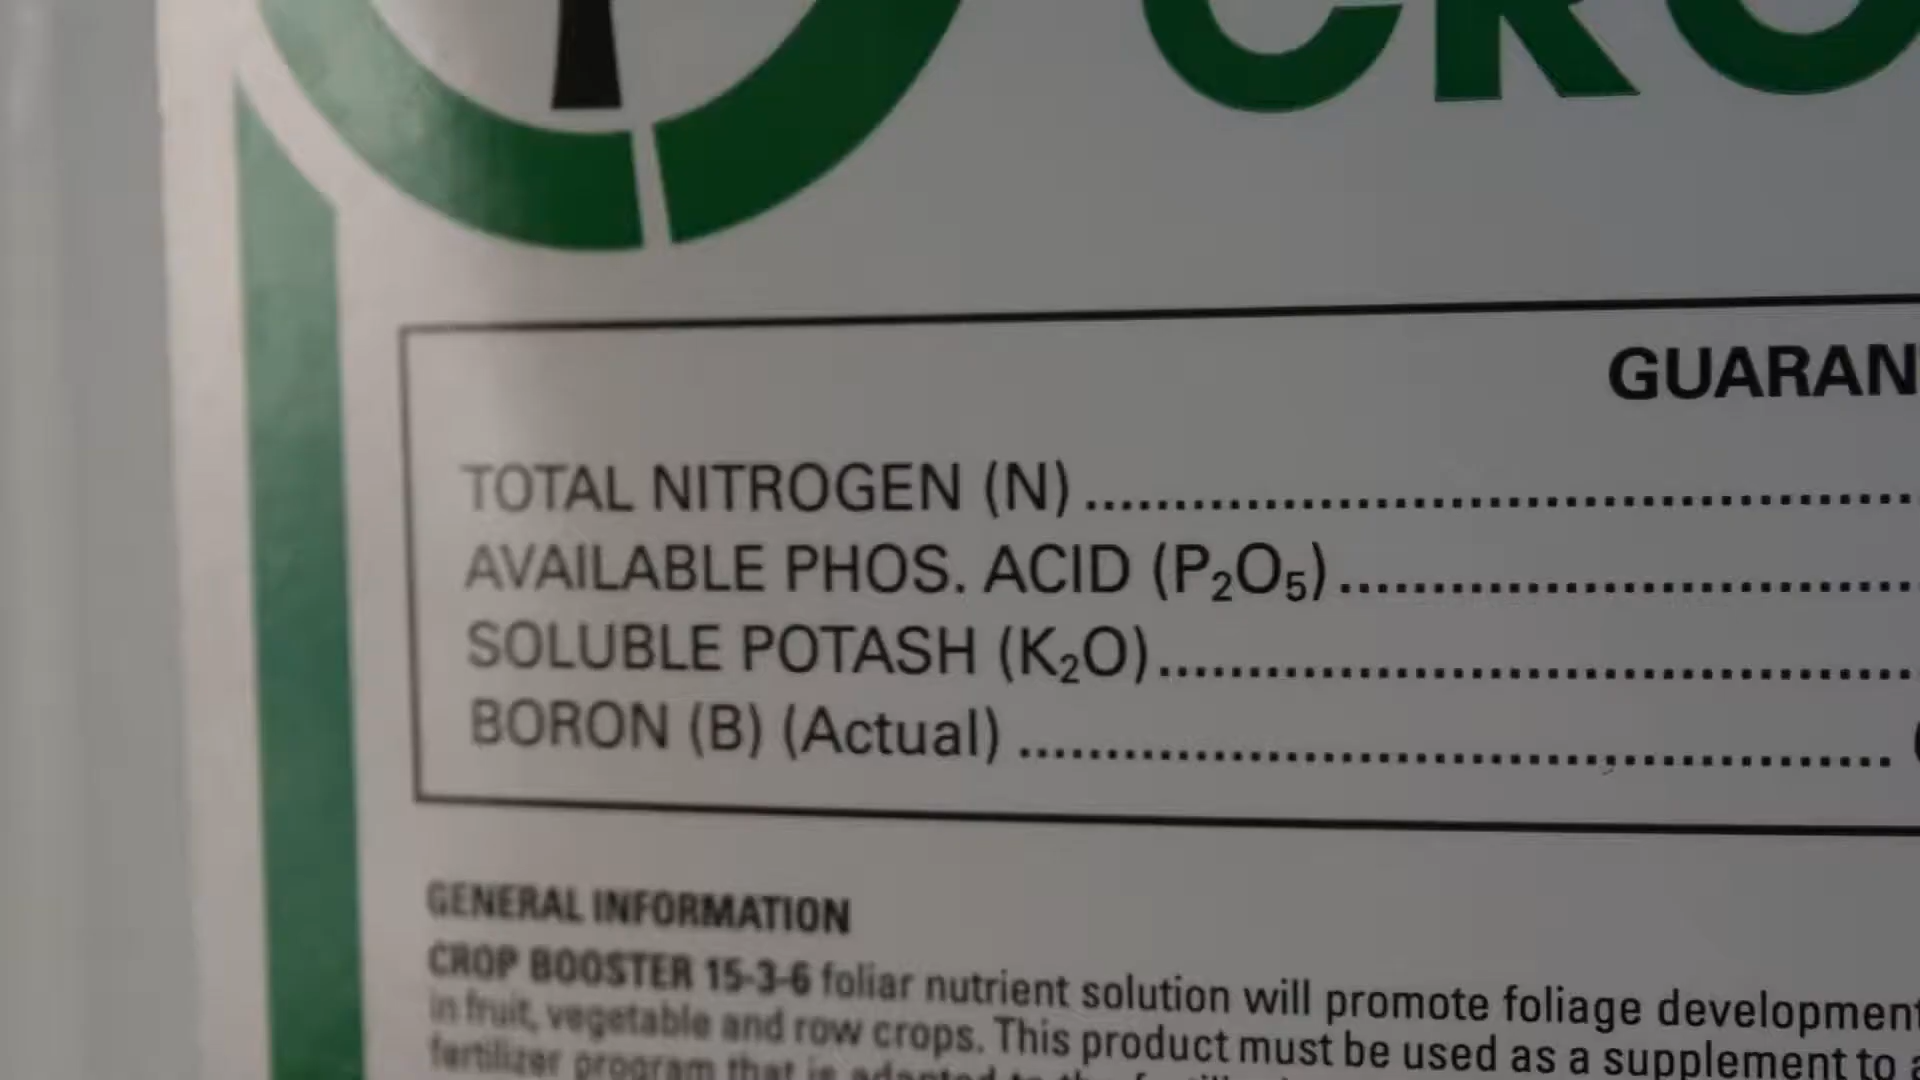 CRO
GUARAN
TOTAL NITROGEN (N)
AVAILABLE PHOS. ACID (P₂O₅)
SOLUBLE POTASH (K₂O)
BORON (B) (Actual)
GENERAL INFORMATION
CROP BOOSTER 15-3-6 foliar nutrient solution will promote foliage development
in fruit, vegetable and row crops. This product must be used as a supplement to a
fertilizer program that is adapted to the